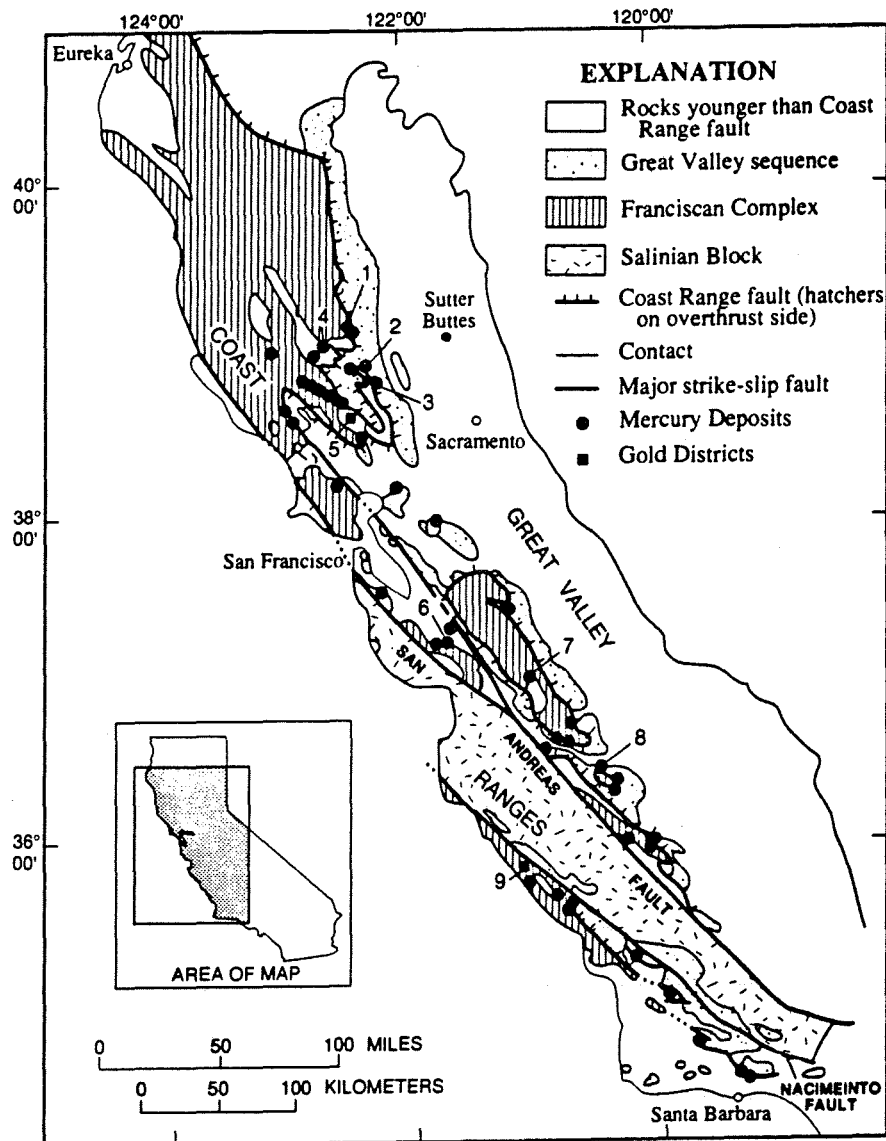 124°00'
122°00'
120°00'
Eureka
EXPLANATION
Rocks younger than Coast
Range fault
Great Valley sequence
Franciscan Complex
Salinian Block
Coast Range fault (hatchers
on overthrust side)
Contact
Major strike-slip fault
Mercury Deposits
Gold Districts
40°
00'
1
Sutter
Buttes
4
2
COAST
3
Sacramento
5
38°
00'
GREAT VALLEY
San Francisco
6
7
SAN
8
ANDREAS
RANGES
36°
00'
9
FAULT
AREA OF MAP
0 50 100 MILES
0 50 100
KILOMETERS
NACIMEINTO
FAULT
Santa Barbara